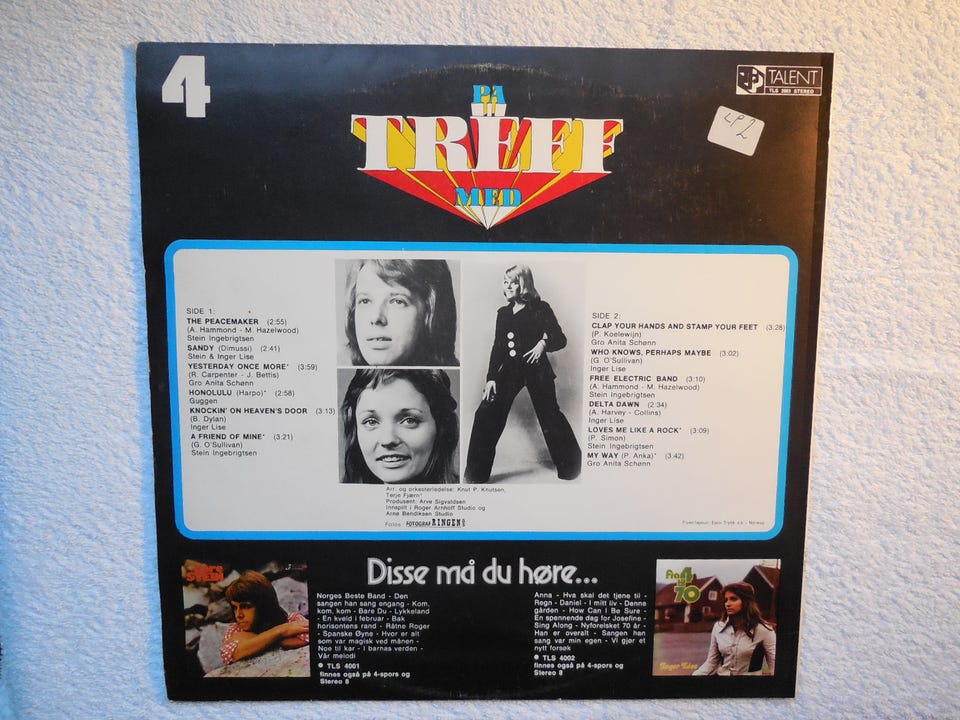 4
PÅ
TREFF
MED
TALENT
TLS 2003 STEREO
LP2
SIDE 1:
THE PEACEMAKER (2:55)
(A. Hammond - M. Hazelwood)
Stein Ingebrigtsen
SANDY (Dimussi) (2:41)
Stein & Inger Lise
YESTERDAY ONCE MORE* (3:59)
(R. Carpenter - J. Bettis)
Gro Anita Schønn
HONOLULU (Harpo)* (2:58)
Guggen
KNOCKIN' ON HEAVEN'S DOOR (3:13)
(B. Dylan)
Inger Lise
A FRIEND OF MINE* (3:21)
(G. O'Sullivan)
Stein Ingebrigtsen
SIDE 2:
CLAP YOUR HANDS AND STAMP YOUR FEET (3:28)
(P. Koelewijn)
Gro Anita Schønn
WHO KNOWS, PERHAPS MAYBE (3:02)
(G. O'Sullivan)
Inger Lise
FREE ELECTRIC BAND (3:10)
(A. Hammond - M. Hazelwood)
Stein Ingebrigtsen
DELTA DAWN (2:34)
(A. Harvey - Collins)
Inger Lise
LOVES ME LIKE A ROCK* (3:09)
(P. Simon)
Stein Ingebrigtsen
MY WAY (P. Anka)* (3:42)
Gro Anita Schønn
Arr. og orkesterledelse: Knut P. Knutsen,
Terje Fjærn*
Produsent: Arve Sigvaldsen
Innspilt i Roger Arnhoff Studio og
Arne Bendiksen Studio
Fotos: FOTOGRAF RINGEN
Disse må du høre...
Norges Beste Band - Den
sangen han sang engang - Kom,
kom, kom - Bare Du - Lykkeland
- En kveld i februar - Bak
horisontens rand - Råtne Roger
- Spanske Øyne - Hvor er alt
som var magisk ved månen -
Noe til kar - I barnas verden -
Vår melodi
TLS 4001
finnes også på 4-spors og
Stereo 8
Anna - Hva skal det tjene til -
Regn - Daniel - I mitt liv - Denne
gården - How Can I Be Sure -
En spennende dag for Josefine -
Sing Along - Nyforelsket 70 år -
Han er overalt - Sangen han
sang var min egen - Vi gjør et
nytt forsøk
TLS 4002
finnes også på 4-spors og
Stereo 8
Fra 4
til 70
Inger Lise